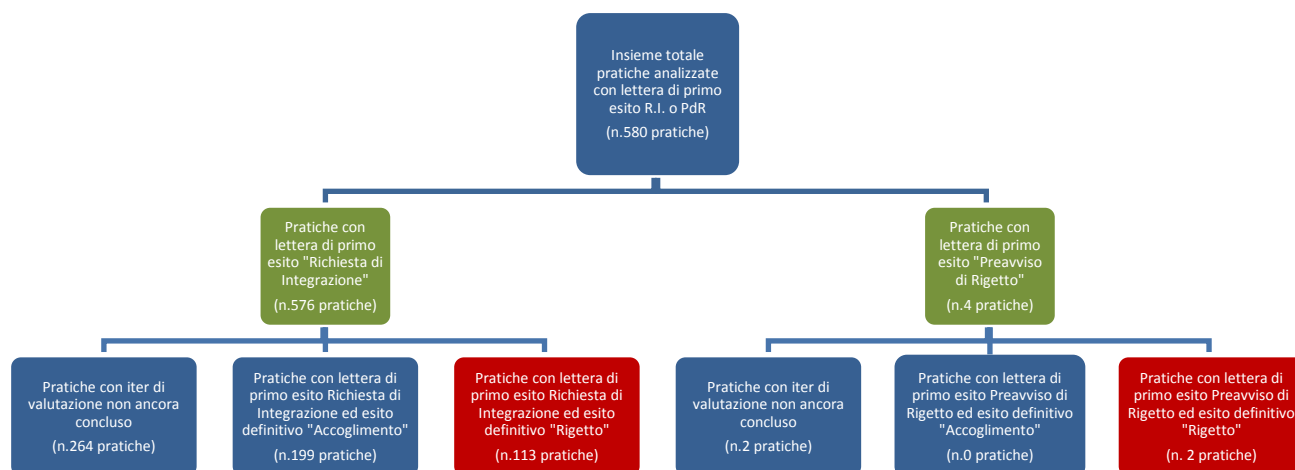 Insieme totale
pratiche analizzate
con lettera di primo
esito R.I. o PdR
(n.580 pratiche)
Pratiche con
lettera di primo
esito "Richiesta di
Integrazione"
(n.576 pratiche)
Pratiche con
lettera di primo
esito "Preavviso
di Rigetto"
(n.4 pratiche)
Pratiche con iter di
valutazione non ancora
concluso
(n.264 pratiche)
Pratiche con lettera di
primo esito Richiesta di
Integrazione ed esito
definitivo "Accoglimento"
(n.199 pratiche)
Pratiche con lettera di
primo esito Richiesta di
Integrazione ed esito
definitivo "Rigetto"
(n.113 pratiche)
Pratiche con iter di
valutazione non ancora
concluso
(n.2 pratiche)
Pratiche con lettera di
primo esito Preavviso di
Rigetto ed esito definitivo
"Accoglimento"
(n.0 pratiche)
Pratiche con lettera di
primo esito Preavviso di
Rigetto ed esito definitivo
"Rigetto"
(n. 2 pratiche)